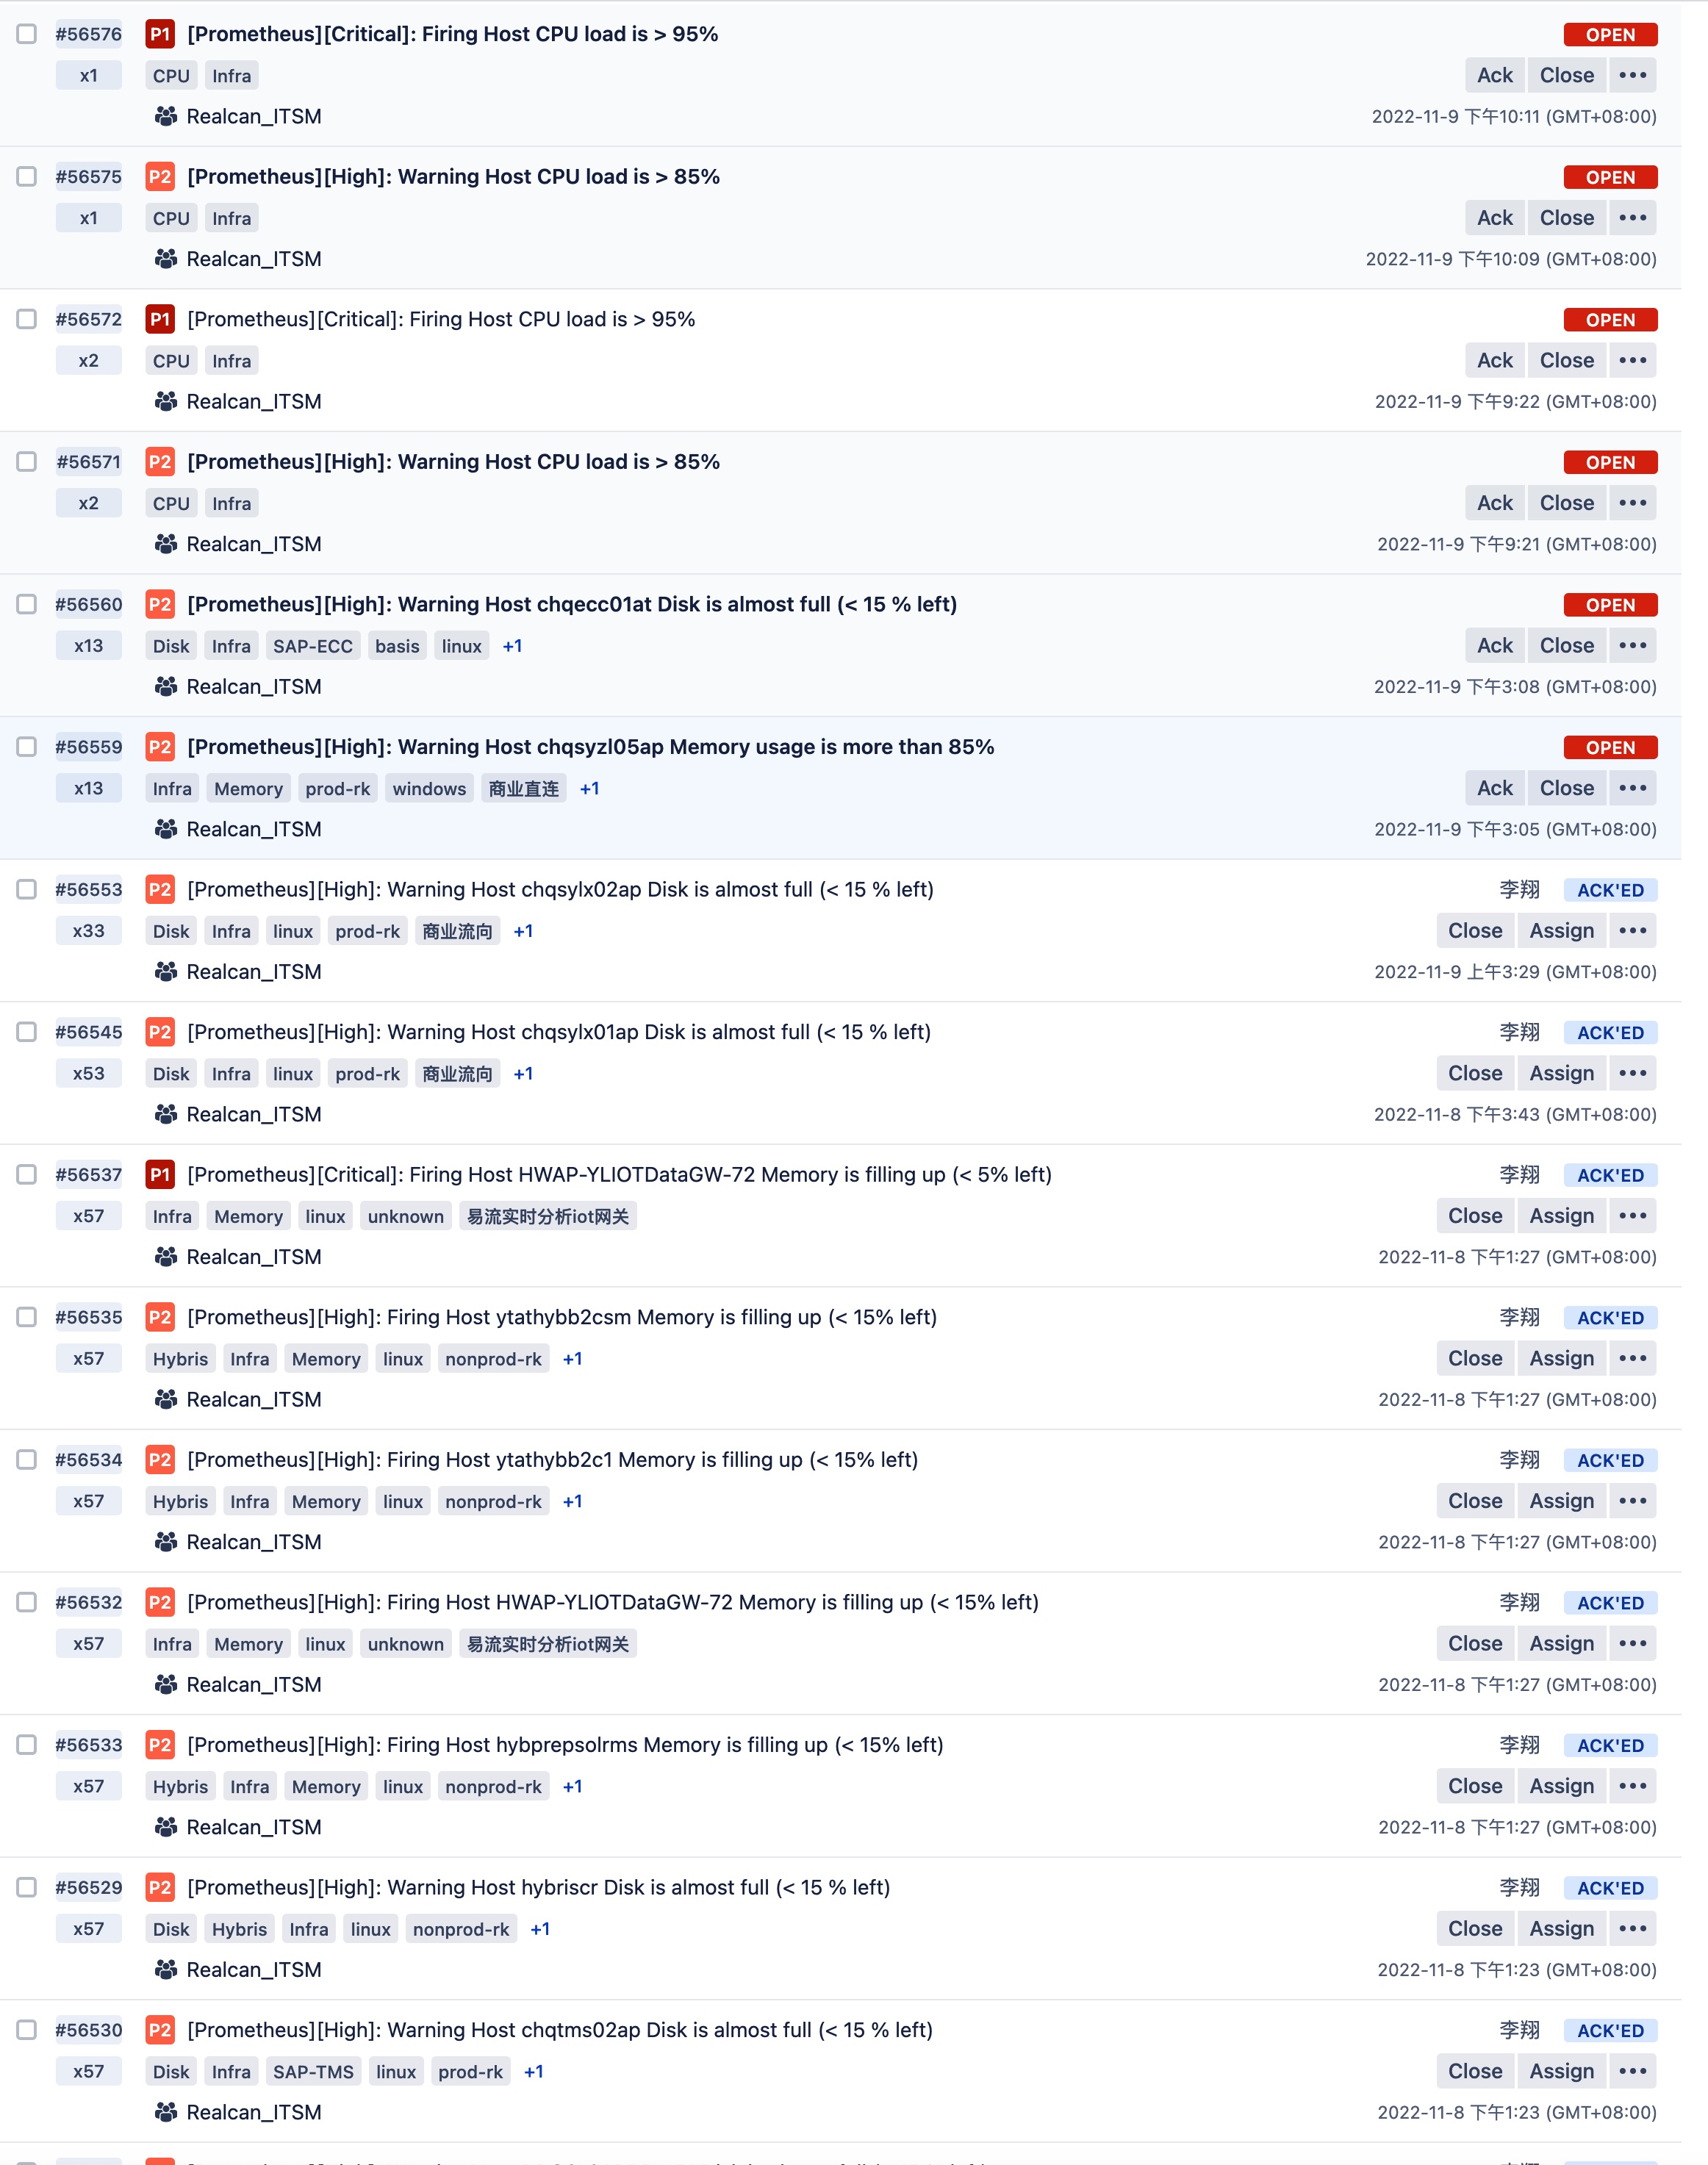 #56576 P1 [Prometheus][Critical]: Firing Host CPU load is > 95% OPEN
x1 CPU Infra Ack Close •••
Realcan_ITSM 2022-11-9 下午10:11 (GMT+08:00)
#56575 P2 [Prometheus][High]: Warning Host CPU load is > 85% OPEN
x1 CPU Infra Ack Close •••
Realcan_ITSM 2022-11-9 下午10:09 (GMT+08:00)
#56572 P1 [Prometheus][Critical]: Firing Host CPU load is > 95% OPEN
x2 CPU Infra Ack Close •••
Realcan_ITSM 2022-11-9 下午9:22 (GMT+08:00)
#56571 P2 [Prometheus][High]: Warning Host CPU load is > 85% OPEN
x2 CPU Infra Ack Close •••
Realcan_ITSM 2022-11-9 下午9:21 (GMT+08:00)
#56560 P2 [Prometheus][High]: Warning Host chqecc01at Disk is almost full (< 15 % left) OPEN
x13 Disk Infra SAP-ECC basis linux +1 Ack Close •••
Realcan_ITSM 2022-11-9 下午3:08 (GMT+08:00)
#56559 P2 [Prometheus][High]: Warning Host chqsyzl05ap Memory usage is more than 85% OPEN
x13 Infra Memory prod-rk windows 商业直连 +1 Ack Close •••
Realcan_ITSM 2022-11-9 下午3:05 (GMT+08:00)
#56553 P2 [Prometheus][High]: Warning Host chqsylx02ap Disk is almost full (< 15 % left) 李翔 ACK'ED
x33 Disk Infra linux prod-rk 商业流向 +1 Close Assign •••
Realcan_ITSM 2022-11-9 上午3:29 (GMT+08:00)
#56545 P2 [Prometheus][High]: Warning Host chqsylx01ap Disk is almost full (< 15 % left) 李翔 ACK'ED
x53 Disk Infra linux prod-rk 商业流向 +1 Close Assign •••
Realcan_ITSM 2022-11-8 下午3:43 (GMT+08:00)
#56537 P1 [Prometheus][Critical]: Firing Host HWAP-YLIOTDataGW-72 Memory is filling up (< 5% left) 李翔 ACK'ED
x57 Infra Memory linux unknown 易流实时分析iot网关 Close Assign •••
Realcan_ITSM 2022-11-8 下午1:27 (GMT+08:00)
#56535 P2 [Prometheus][High]: Firing Host ytathybb2csm Memory is filling up (< 15% left) 李翔 ACK'ED
x57 Hybris Infra Memory linux nonprod-rk +1 Close Assign •••
Realcan_ITSM 2022-11-8 下午1:27 (GMT+08:00)
#56534 P2 [Prometheus][High]: Firing Host ytathybb2c1 Memory is filling up (< 15% left) 李翔 ACK'ED
x57 Hybris Infra Memory linux nonprod-rk +1 Close Assign •••
Realcan_ITSM 2022-11-8 下午1:27 (GMT+08:00)
#56532 P2 [Prometheus][High]: Firing Host HWAP-YLIOTDataGW-72 Memory is filling up (< 15% left) 李翔 ACK'ED
x57 Infra Memory linux unknown 易流实时分析iot网关 Close Assign •••
Realcan_ITSM 2022-11-8 下午1:27 (GMT+08:00)
#56533 P2 [Prometheus][High]: Firing Host hybprepsolrms Memory is filling up (< 15% left) 李翔 ACK'ED
x57 Hybris Infra Memory linux nonprod-rk +1 Close Assign •••
Realcan_ITSM 2022-11-8 下午1:27 (GMT+08:00)
#56529 P2 [Prometheus][High]: Warning Host hybriscr Disk is almost full (< 15 % left) 李翔 ACK'ED
x57 Disk Hybris Infra linux nonprod-rk +1 Close Assign •••
Realcan_ITSM 2022-11-8 下午1:23 (GMT+08:00)
#56530 P2 [Prometheus][High]: Warning Host chqtms02ap Disk is almost full (< 15 % left) 李翔 ACK'ED
x57 Disk Infra SAP-TMS linux prod-rk +1 Close Assign •••
Realcan_ITSM 2022-11-8 下午1:23 (GMT+08:00)